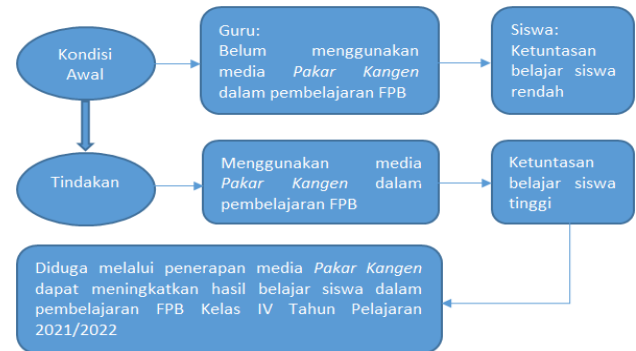 Kondisi
Awal
Guru:
Belum menggunakan
media Pakar Kangen
dalam pembelajaran FPB
Siswa:
Ketuntasan
belajar siswa
rendah
Tindakan
Menggunakan media
Pakar Kangen dalam
pembelajaran FPB
Ketuntasan
belajar siswa
tinggi
Diduga melalui penerapan media Pakar Kangen
dapat meningkatkan hasil belajar siswa dalam
pembelajaran FPB Kelas IV Tahun Pelajaran
2021/2022